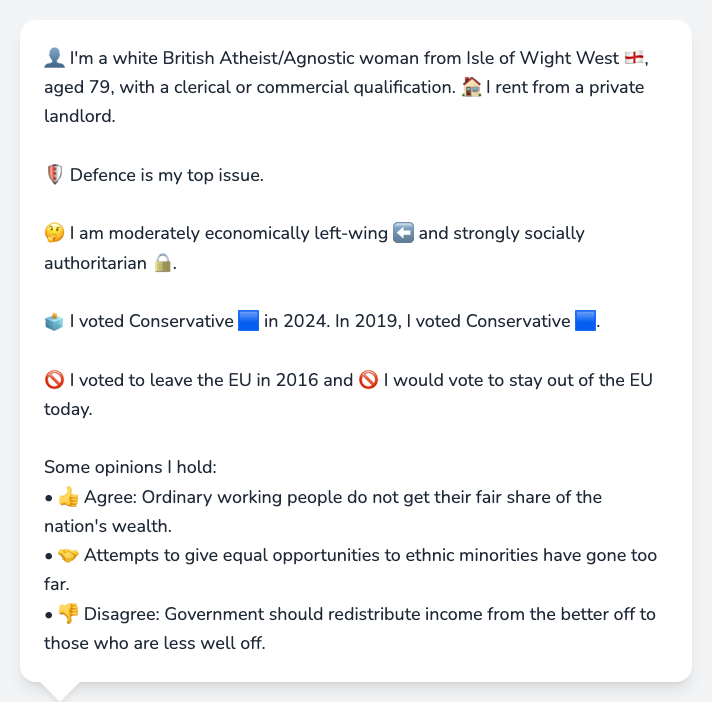 👤 I'm a white British Atheist/Agnostic woman from Isle of Wight West 🏴󠁧󠁢󠁥󠁮󠁧󠁿,
aged 79, with a clerical or commercial qualification. 🏠 I rent from a private
landlord.
🛡️ Defence is my top issue.
🤔 I am moderately economically left-wing ⬅️ and strongly socially
authoritarian 🔒.
🗳️ I voted Conservative 🟦 in 2024. In 2019, I voted Conservative 🟦.
🚫 I voted to leave the EU in 2016 and 🚫 I would vote to stay out of the EU
today.
Some opinions I hold:
• 👍 Agree: Ordinary working people do not get their fair share of the
nation's wealth.
• 🤝 Attempts to give equal opportunities to ethnic minorities have gone too
far.
• 👎 Disagree: Government should redistribute income from the better off to
those who are less well off.